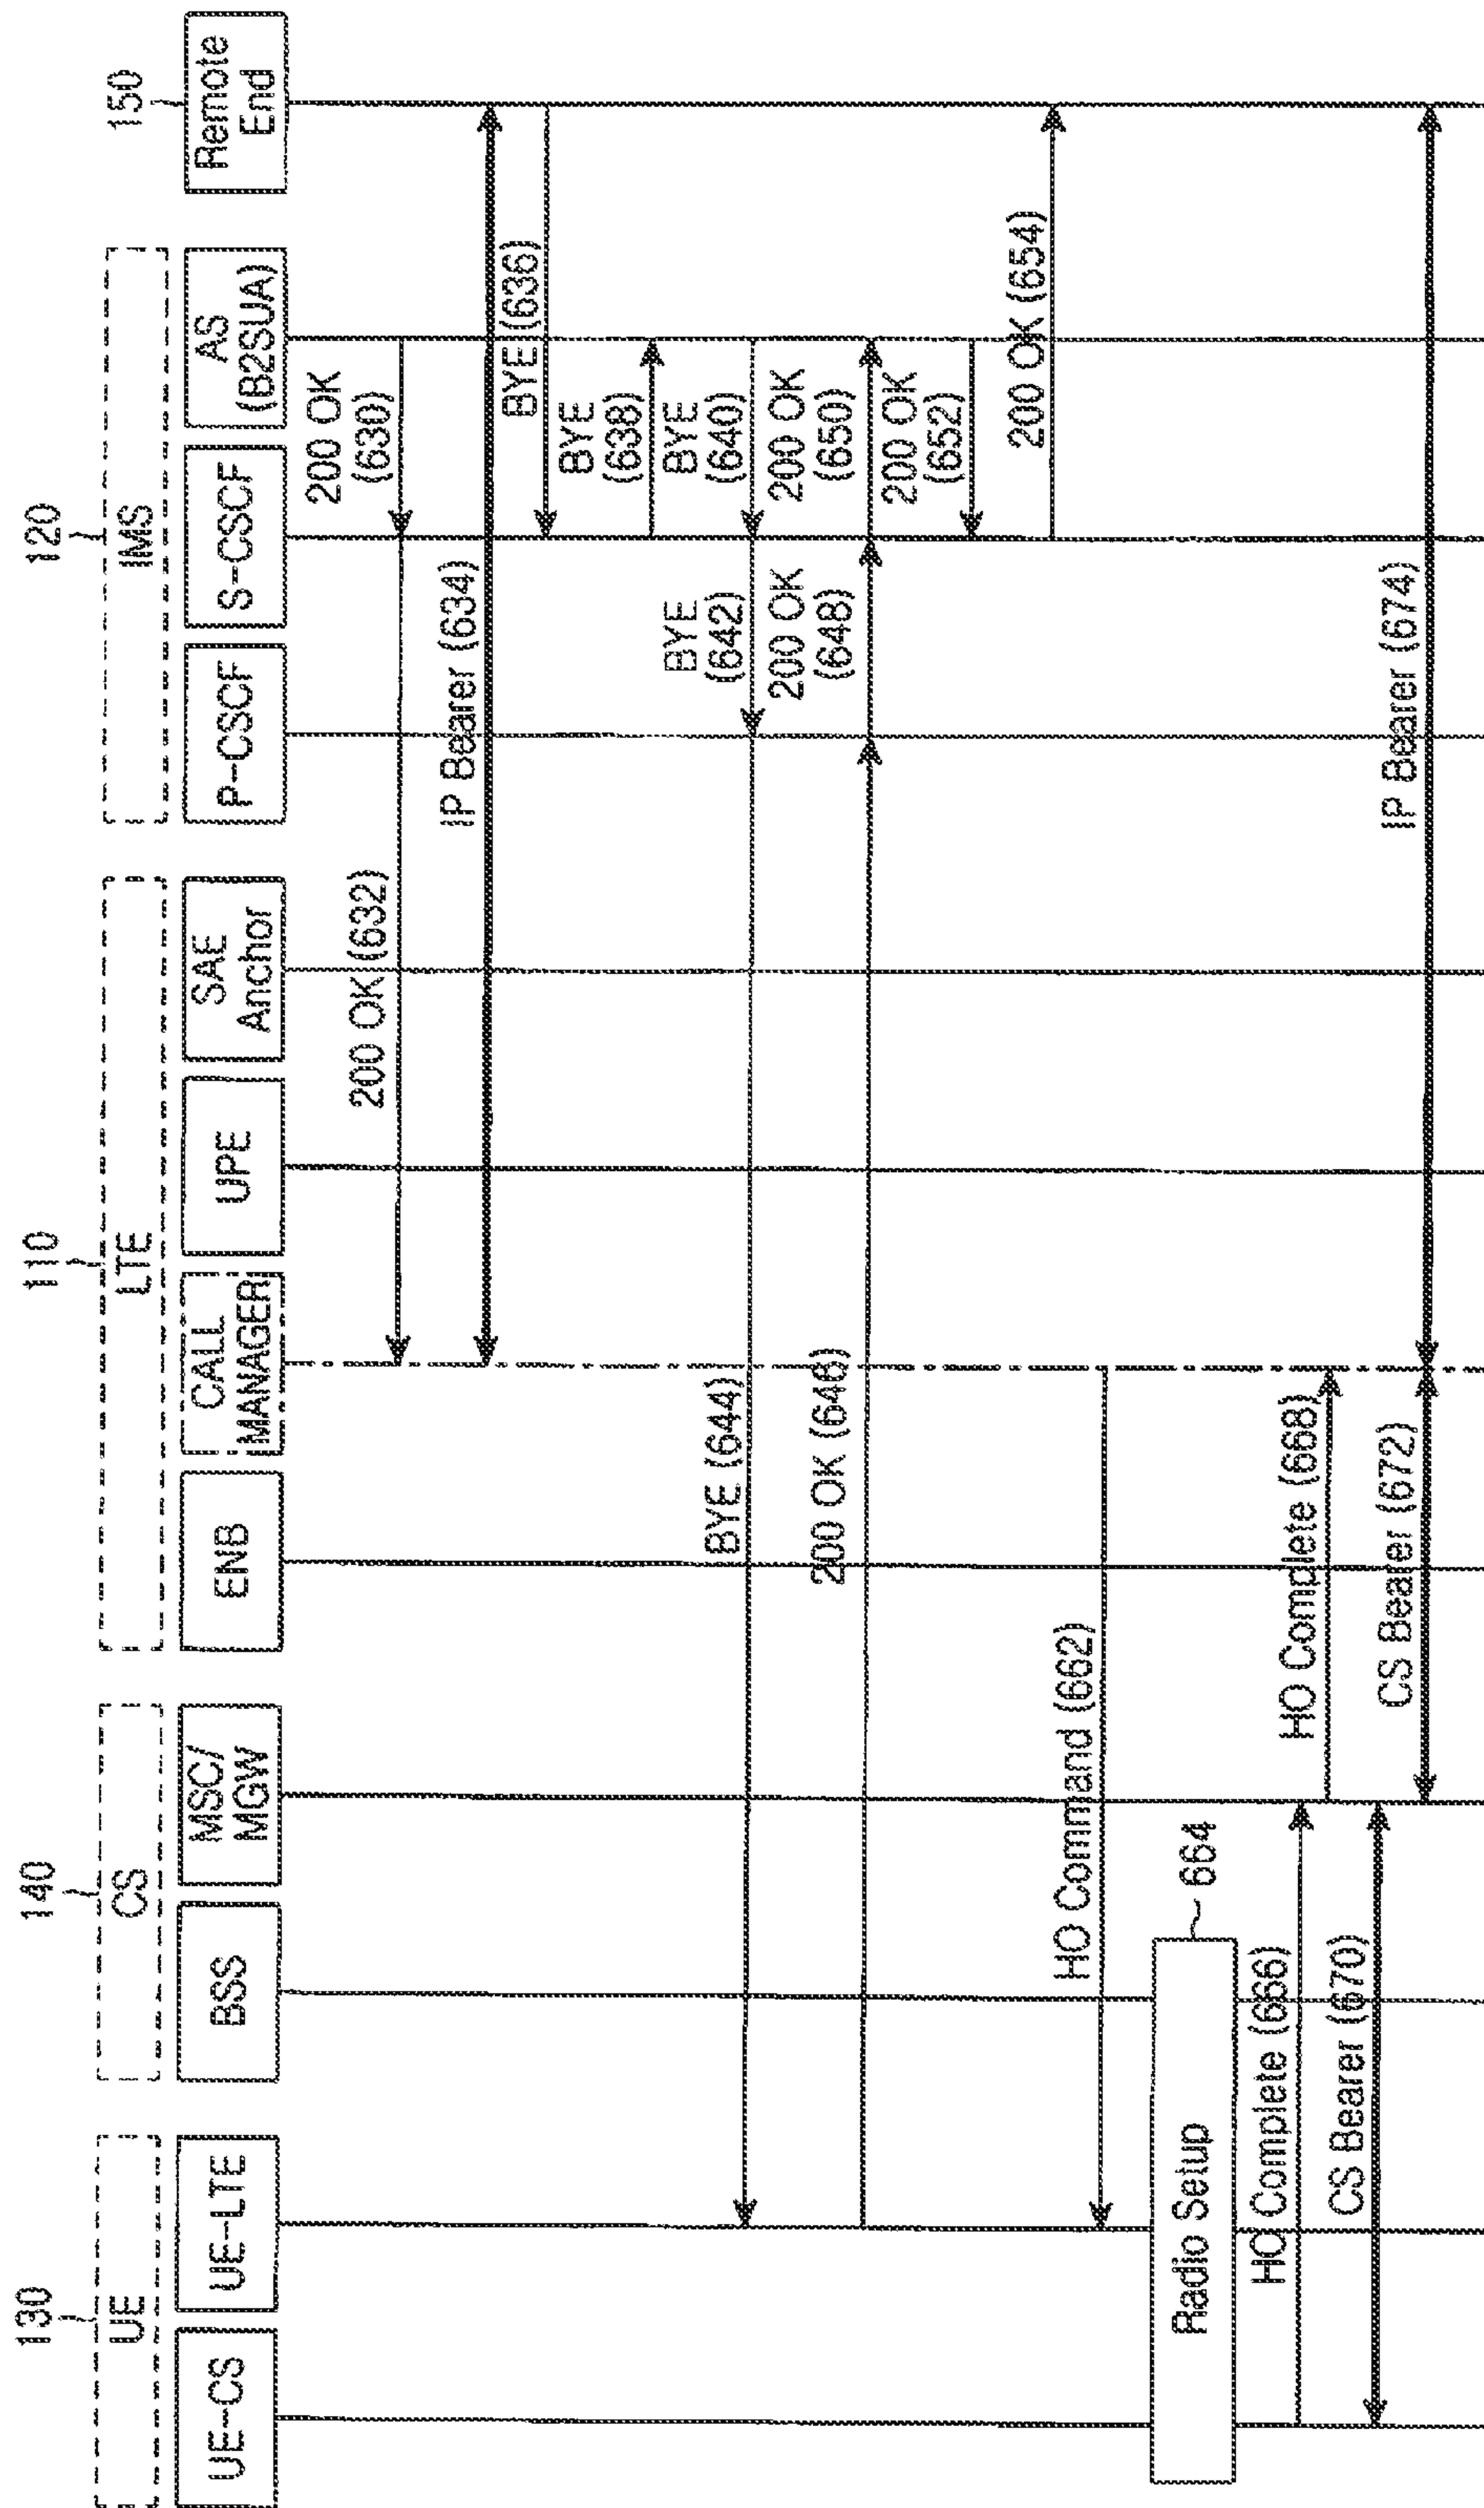 130
140
110
120
150
UE
CS
LTE
IMS
UE-CS
UE-LTE
BSS
MSC/
MGW
ENB
CALL
MANAGER
UPE
SAE
Anchor
P-CSCF
S-CSCF
AS
(B2SUA)
Remote
End
200 OK
(630)
200 OK (632)
IP Bearer (634)
BYE (636)
BYE
(638)
BYE
(640)
BYE
(642)
BYE (644)
200 OK (646)
200 OK
(648)
200 OK
(650)
200 OK
(652)
200 OK (654)
HO Command (662)
Radio Setup
664
HO Complete (666)
HO Complete (668)
CS Bearer (670)
CS Bearer (672)
IP Bearer (674)